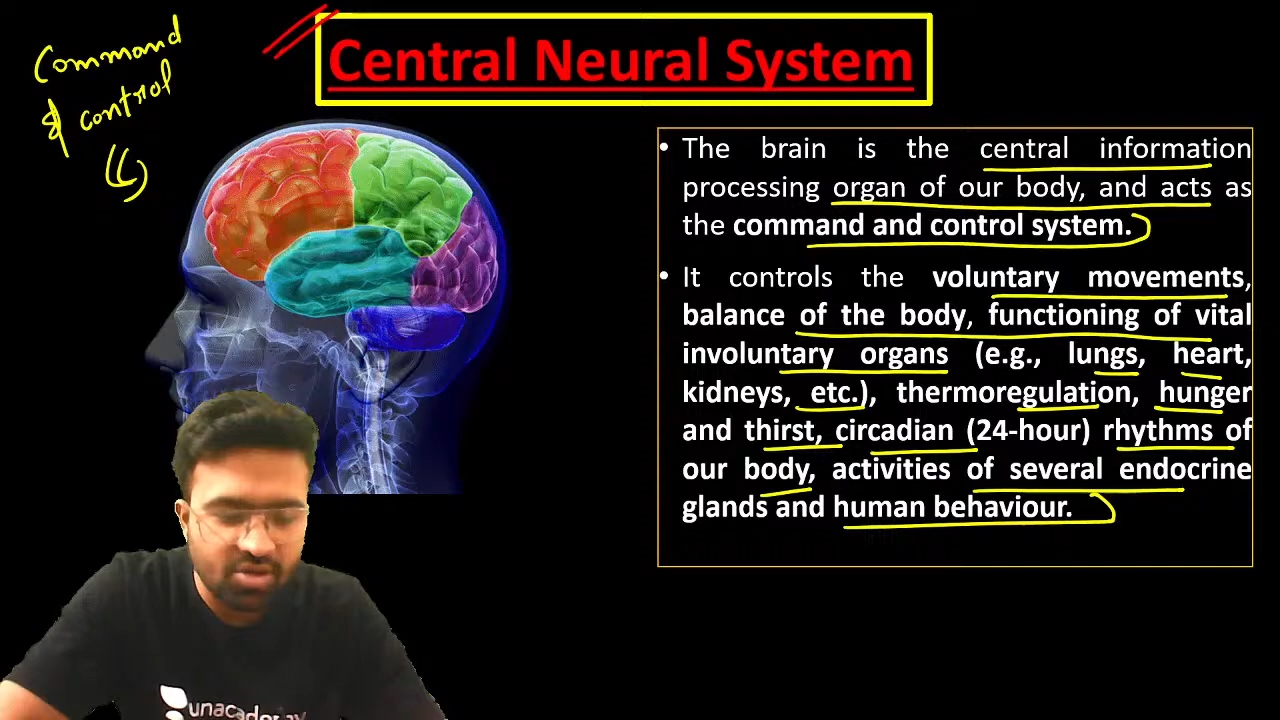 Command
& control
Central Neural System
• The brain is the central information
processing organ of our body, and acts as
the command and control system.
• It controls the voluntary movements,
balance of the body, functioning of vital
involuntary organs (e.g., lungs, heart,
kidneys, etc.), thermoregulation, hunger
and thirst, circadian (24-hour) rhythms of
our body, activities of several endocrine
glands and human behaviour.
unacademy